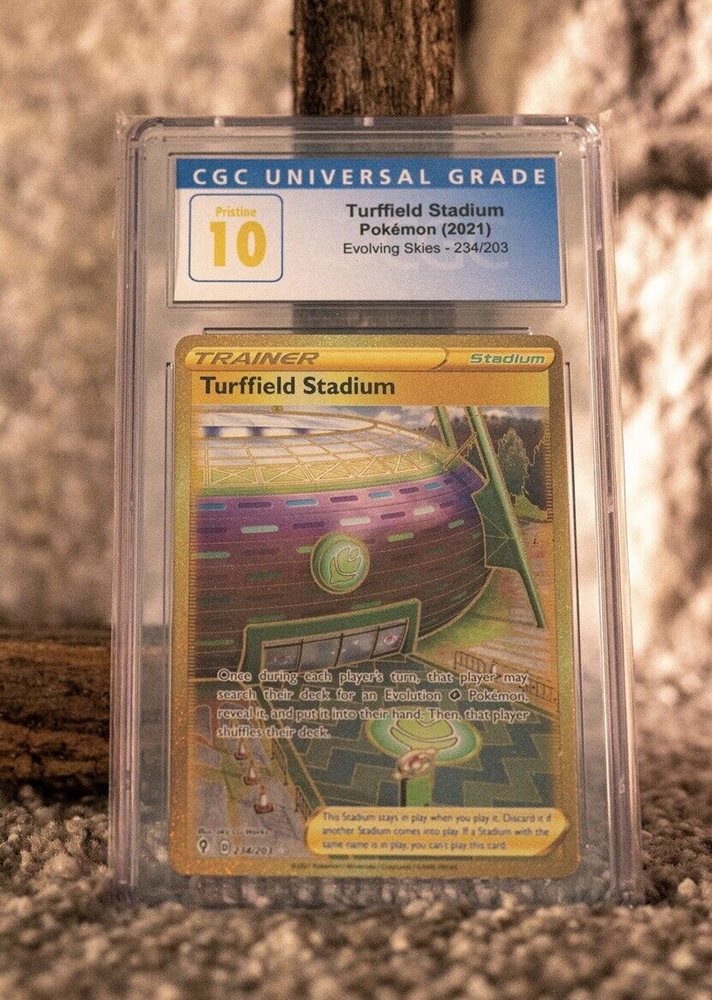 CGC UNIVERSAL GRADE
Pristine
10
Turffield Stadium
Pokémon (2021)
Evolving Skies - 234/203
TRAINER
Stadium
Turffield Stadium
Once during each player's turn, that player may
search their deck for an Evolution Pokémon,
reveal it, and put it into their hand. Then, that player
shuffles their deck.
This Stadium stays in play when you play it. Discard it if
another Stadium comes into play. If a Stadium with the
same name is in play, you can't play this card.
D 234/203